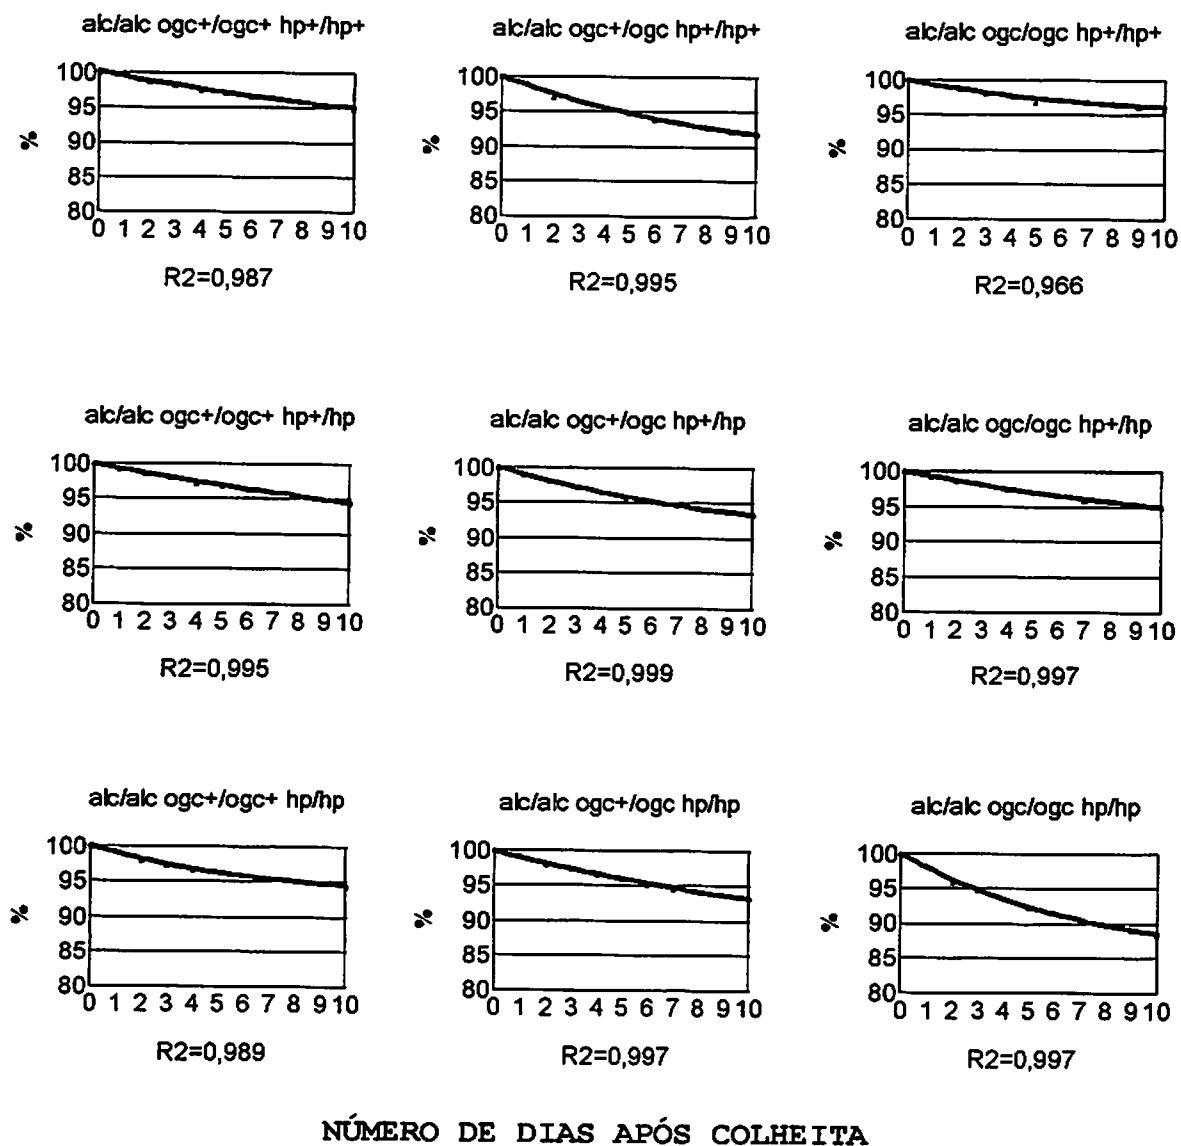 alc/alc ogc+/ogc+ hp+/hp+
100
95
90
85
80
%
0 1 2 3 4 5 6 7 8 9 10
R2=0,987
alc/alc ogc+/ogc hp+/hp+
100
95
90
85
80
%
0 1 2 3 4 5 6 7 8 9 10
R2=0,995
alc/alc ogc/ogc hp+/hp+
100
95
90
85
80
%
0 1 2 3 4 5 6 7 8 9 10
R2=0,966
alc/alc ogc+/ogc+ hp+/hp
100
95
90
85
80
%
0 1 2 3 4 5 6 7 8 9 10
R2=0,995
alc/alc ogc+/ogc hp+/hp
100
95
90
85
80
%
0 1 2 3 4 5 6 7 8 9 10
R2=0,999
alc/alc ogc/ogc hp+/hp
100
95
90
85
80
%
0 1 2 3 4 5 6 7 8 9 10
R2=0,997
alc/alc ogc+/ogc+ hp/hp
100
95
90
85
80
%
0 1 2 3 4 5 6 7 8 9 10
R2=0,989
alc/alc ogc+/ogc hp/hp
100
95
90
85
80
%
0 1 2 3 4 5 6 7 8 9 10
R2=0,997
alc/alc ogc/ogc hp/hp
100
95
90
85
80
%
0 1 2 3 4 5 6 7 8 9 10
R2=0,997
NÚMERO DE DIAS APÓS COLHEITA